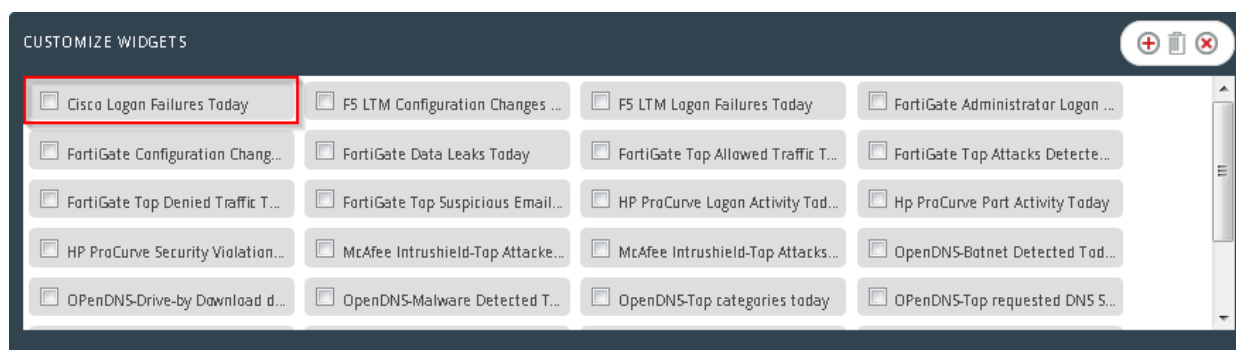 CUSTOMIZE WIDGETS
Cisco Logon Failures Today
F5 LTM Configuration Changes ...
F5 LTM Logon Failures Today
FortiGate Administrator Logon ...
FortiGate Configuration Chang...
FortiGate Data Leaks Today
FortiGate Top Allowed Traffic T...
FortiGate Top Attacks Detecte...
FortiGate Top Denied Traffic T...
FortiGate Top Suspicious Email...
HP ProCurve Logon Activity Tod...
Hp ProCurve Port Activity Today
HP ProCurve Security Violation...
McAfee Intrushield-Top Attacke...
McAfee Intrushield-Top Attacks...
OpenDNS-Botnet Detected Tod...
OPenDNS-Drive-by Download d...
OpenDNS-Malware Detected T...
OpenDNS-Top categories today
OPenDNS-Top requested DNS S...